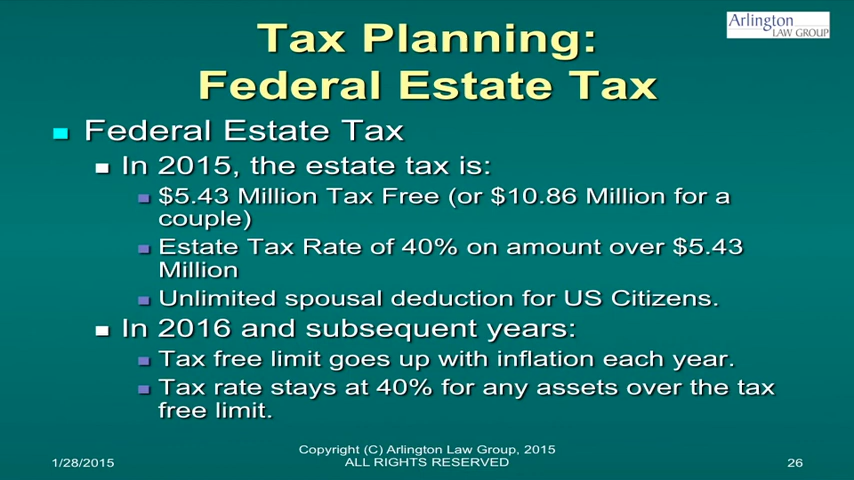 Arlington
LAW GROUP
Tax Planning:
Federal Estate Tax
Federal Estate Tax
In 2015, the estate tax is:
$5.43 Million Tax Free (or $10.86 Million for a
couple)
Estate Tax Rate of 40% on amount over $5.43
Million
Unlimited spousal deduction for US Citizens.
In 2016 and subsequent years:
Tax free limit goes up with inflation each year.
Tax rate stays at 40% for any assets over the tax
free limit.
1/28/2015
Copyright (C) Arlington Law Group, 2015
ALL RIGHTS RESERVED
26